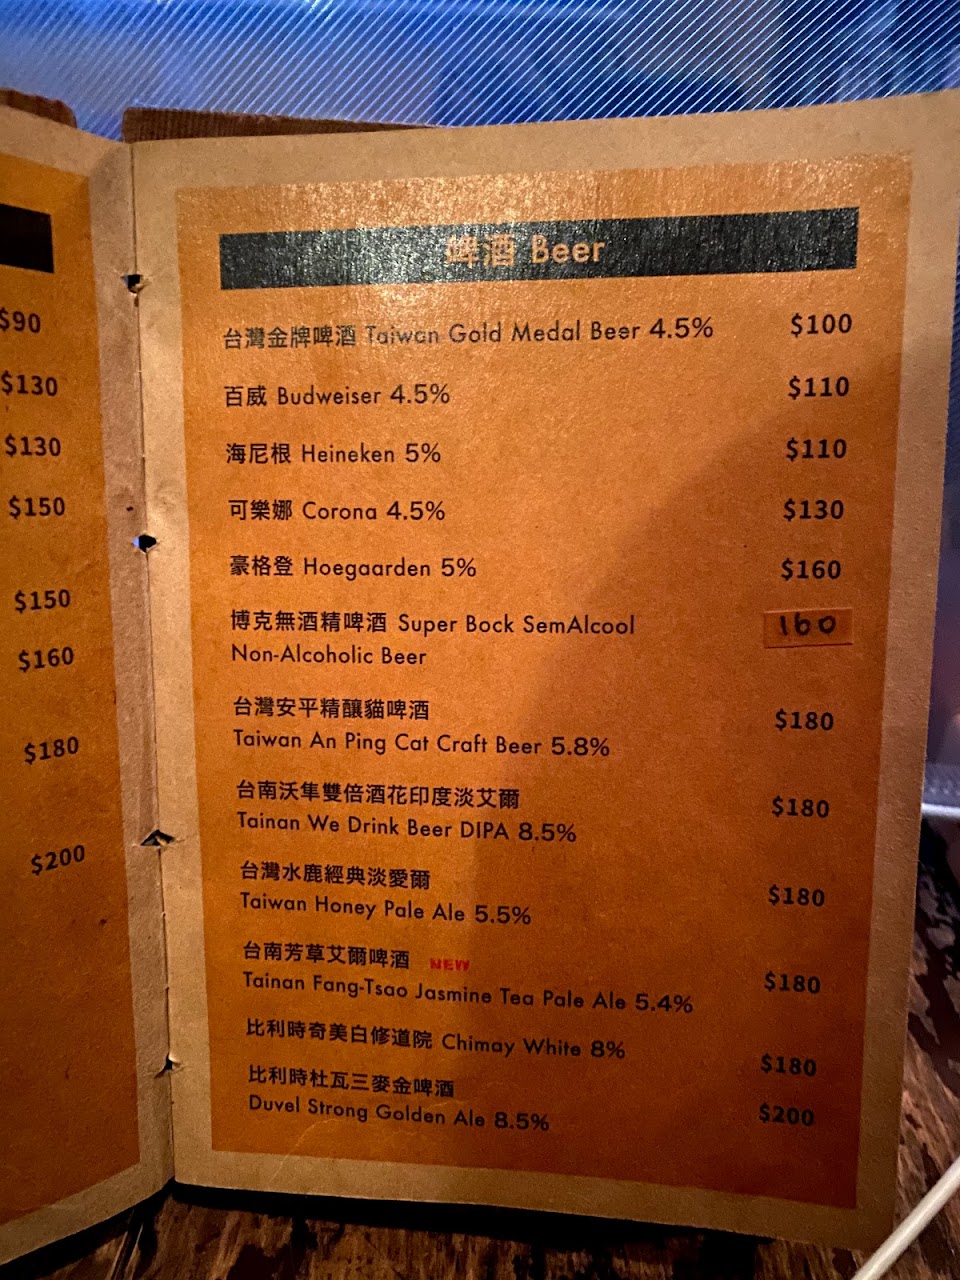 $90
$130
$130
$150
$150
$160
$180
$200
啤酒 Beer
台灣金牌啤酒 Taiwan Gold Medal Beer 4.5% $100
百威 Budweiser 4.5% $110
海尼根 Heineken 5% $110
可樂娜 Corona 4.5% $130
豪格登 Hoegaarden 5% $160
博克無酒精啤酒 Super Bock SemAlcool 160
Non-Alcoholic Beer
台灣安平精釀貓啤酒 $180
Taiwan An Ping Cat Craft Beer 5.8%
台南沃隼雙倍酒花印度淡艾爾 $180
Tainan We Drink Beer DIPA 8.5%
台灣水鹿經典淡愛爾 $180
Taiwan Honey Pale Ale 5.5%
台南芳草艾爾啤酒 NEW $180
Tainan Fang-Tsao Jasmine Tea Pale Ale 5.4%
比利時奇美白修道院 Chimay White 8% $180
比利時杜瓦三麥金啤酒 $200
Duvel Strong Golden Ale 8.5%